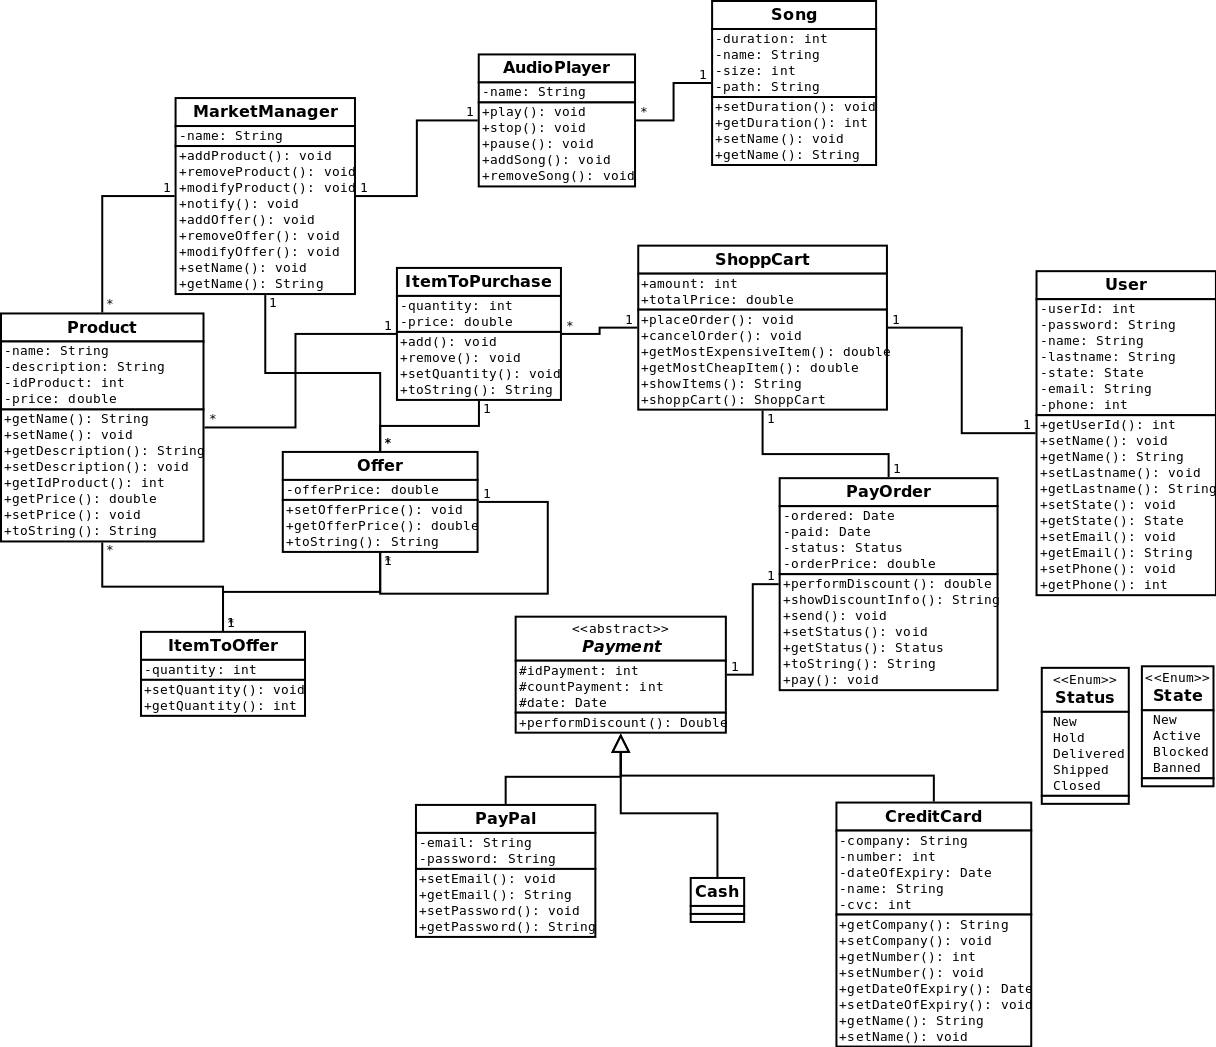 Song
-duration: int
-name: String
-size: int
-path: String
+setDuration(): void
+getDuration(): int
+setName(): void
+getName(): String
1
AudioPlayer
-name: String
+play(): void
+stop(): void
+pause(): void
+addSong(): void
+removeSong(): void
1
*
MarketManager
-name: String
+addProduct(): void
+removeProduct(): void
+modifyProduct(): void
+notify(): void
+addOffer(): void
+removeOffer(): void
+modifyOffer(): void
+setName(): void
+getName(): String
1
1
1
*
ItemToPurchase
-quantity: int
-price: double
+add(): void
+remove(): void
+setQuantity(): void
+toString(): String
1
*
1
ShoppCart
+amount: int
+totalPrice: double
+placeOrder(): void
+cancelOrder(): void
+getMostExpensiveItem(): double
+getMostCheapItem(): double
+showItems(): String
+shoppCart(): ShoppCart
1
1
1
User
-userId: int
-password: String
-name: String
-lastname: String
-state: State
-email: String
-phone: int
+getUserId(): int
+setName(): void
+getName(): String
+setLastname(): void
+getLastname(): String
+setState(): void
+getState(): State
+setEmail(): void
+getEmail(): String
+setPhone(): void
+getPhone(): int
1
Product
-name: String
-description: String
-idProduct: int
-price: double
+getName(): String
+setName(): void
+getDescription(): String
+setDescription(): void
+getIdProduct(): int
+getPrice(): double
+setPrice(): void
+toString(): String
*
*
Offer
-offerPrice: double
+setOfferPrice(): void
+getOfferPrice(): double
+toString(): String
*
1
1
PayOrder
-ordered: Date
-paid: Date
-status: Status
-orderPrice: double
+performDiscount(): double
+showDiscountInfo(): String
+send(): void
+setStatus(): void
+getStatus(): Status
+toString(): String
+pay(): void
1
1
ItemToOffer
-quantity: int
+setQuantity(): void
+getQuantity(): int
1
<<abstract>>
Payment
#idPayment: int
#countPayment: int
#date: Date
+performDiscount(): Double
1
<<Enum>>
Status
New
Hold
Delivered
Shipped
Closed
<<Enum>>
State
New
Active
Blocked
Banned
PayPal
-email: String
-password: String
+setEmail(): void
+getEmail(): String
+setPassword(): void
+getPassword(): String
Cash
CreditCard
-company: String
-number: int
-dateOfExpiry: Date
-name: String
-cvc: int
+getCompany(): String
+setCompany(): void
+getNumber(): int
+setNumber(): void
+getDateOfExpiry(): Date
+setDateOfExpiry(): void
+getName(): String
+setName(): void